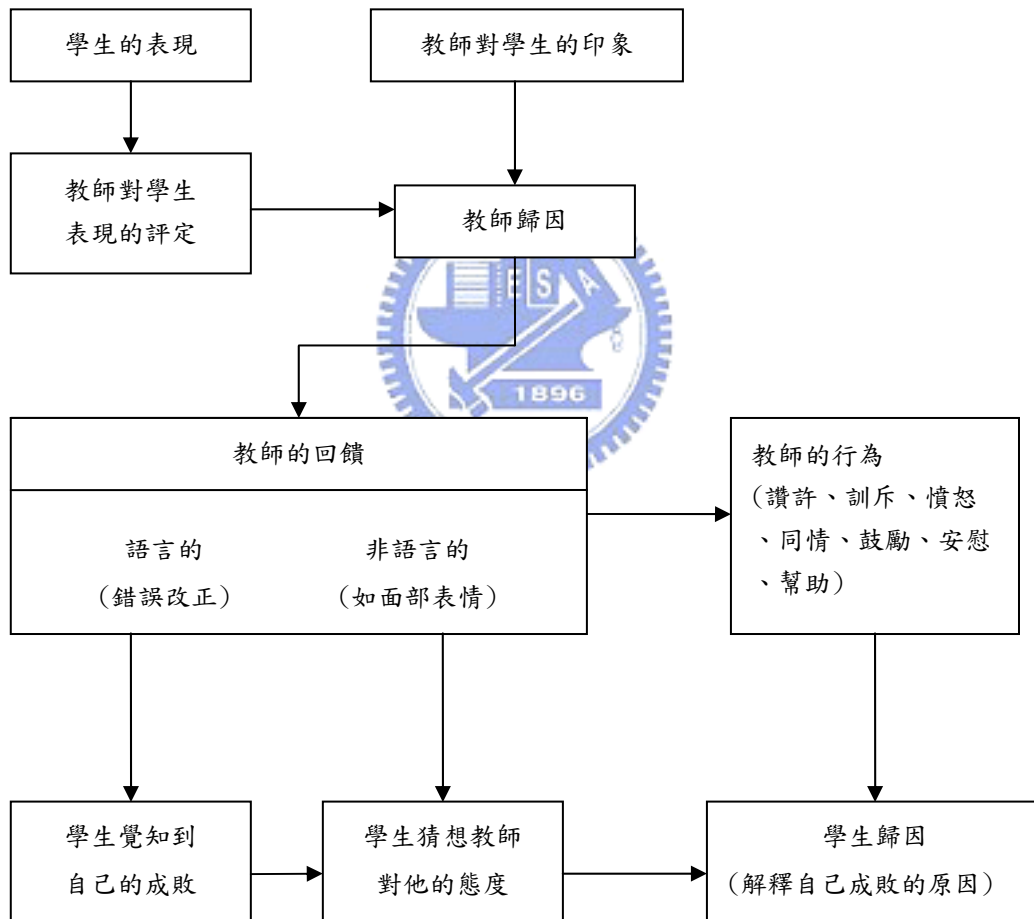 學生的表現
教師對學生的印象
教師對學生
表現的評定
教師歸因
ESA
1896
教師的回饋
語言的
(錯誤改正)
非語言的
(如面部表情)
教師的行為
(讚許、訓斥、憤怒
、同情、鼓勵、安慰
、幫助)
學生覺知到
自己的成敗
學生猜想教師
對他的態度
學生歸因
(解釋自己成敗的原因)